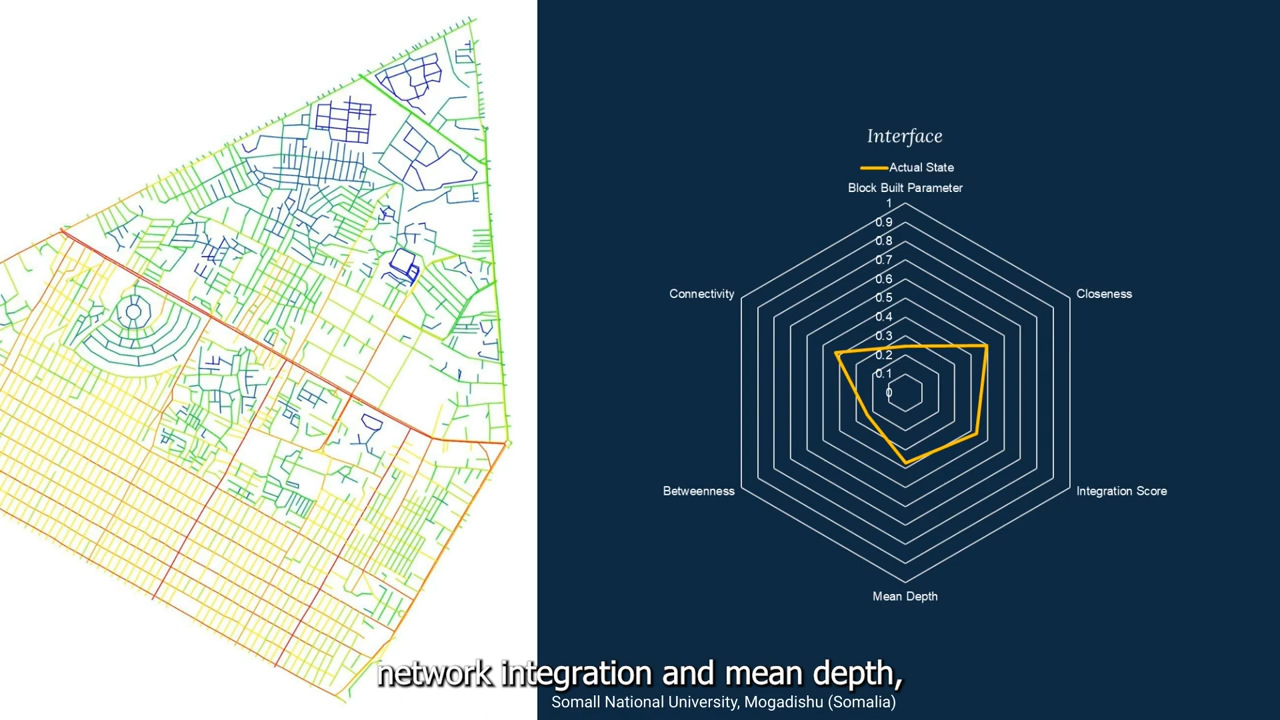 Interface
Actual State
Block Built Parameter
1
0.9
0.8
0.7
0.6
0.5
0.4
0.3
0.2
0.1
0
Connectivity
Closeness
Betweenness
Integration Score
Mean Depth
network integration and mean depth,
Somall National University, Mogadishu (Somalia)